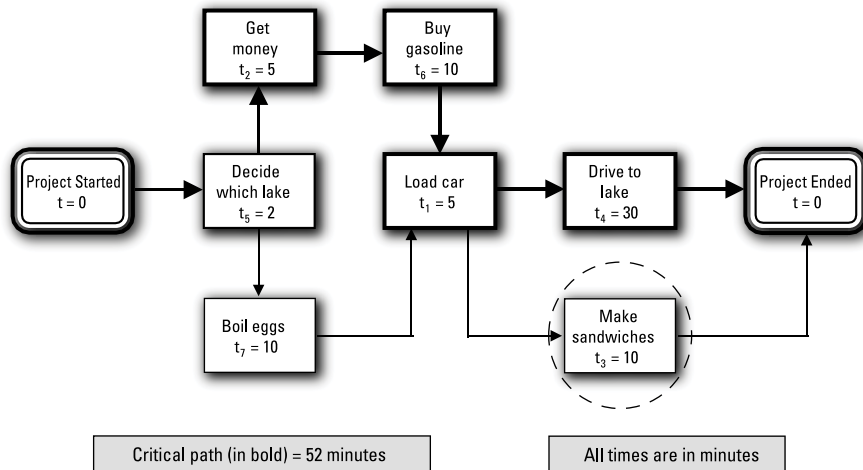 Get
money
t₂ = 5
Buy
gasoline
t₆ = 10
Project Started
t = 0
Decide
which lake
t₅ = 2
Load car
t₁ = 5
Drive to
lake
t₄ = 30
Project Ended
t = 0
Boil eggs
t₇ = 10
Make
sandwiches
t₃ = 10
Critical path (in bold) = 52 minutes
All times are in minutes